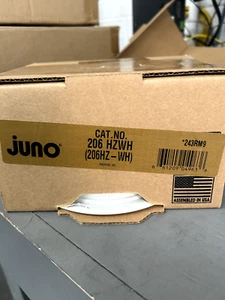 juno®
CAT.NO.
206 HZWH
(206HZ-WH)
*243RM9
ASSEMBLED IN USA